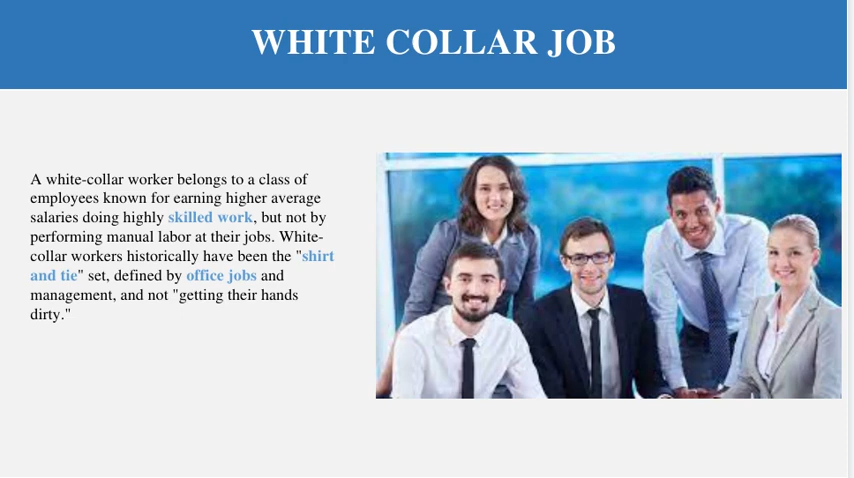 WHITE COLLAR JOB
A white-collar worker belongs to a class of
employees known for earning higher average
salaries doing highly skilled work, but not by
performing manual labor at their jobs. White-
collar workers historically have been the "shirt
and tie" set, defined by office jobs and
management, and not "getting their hands
dirty."